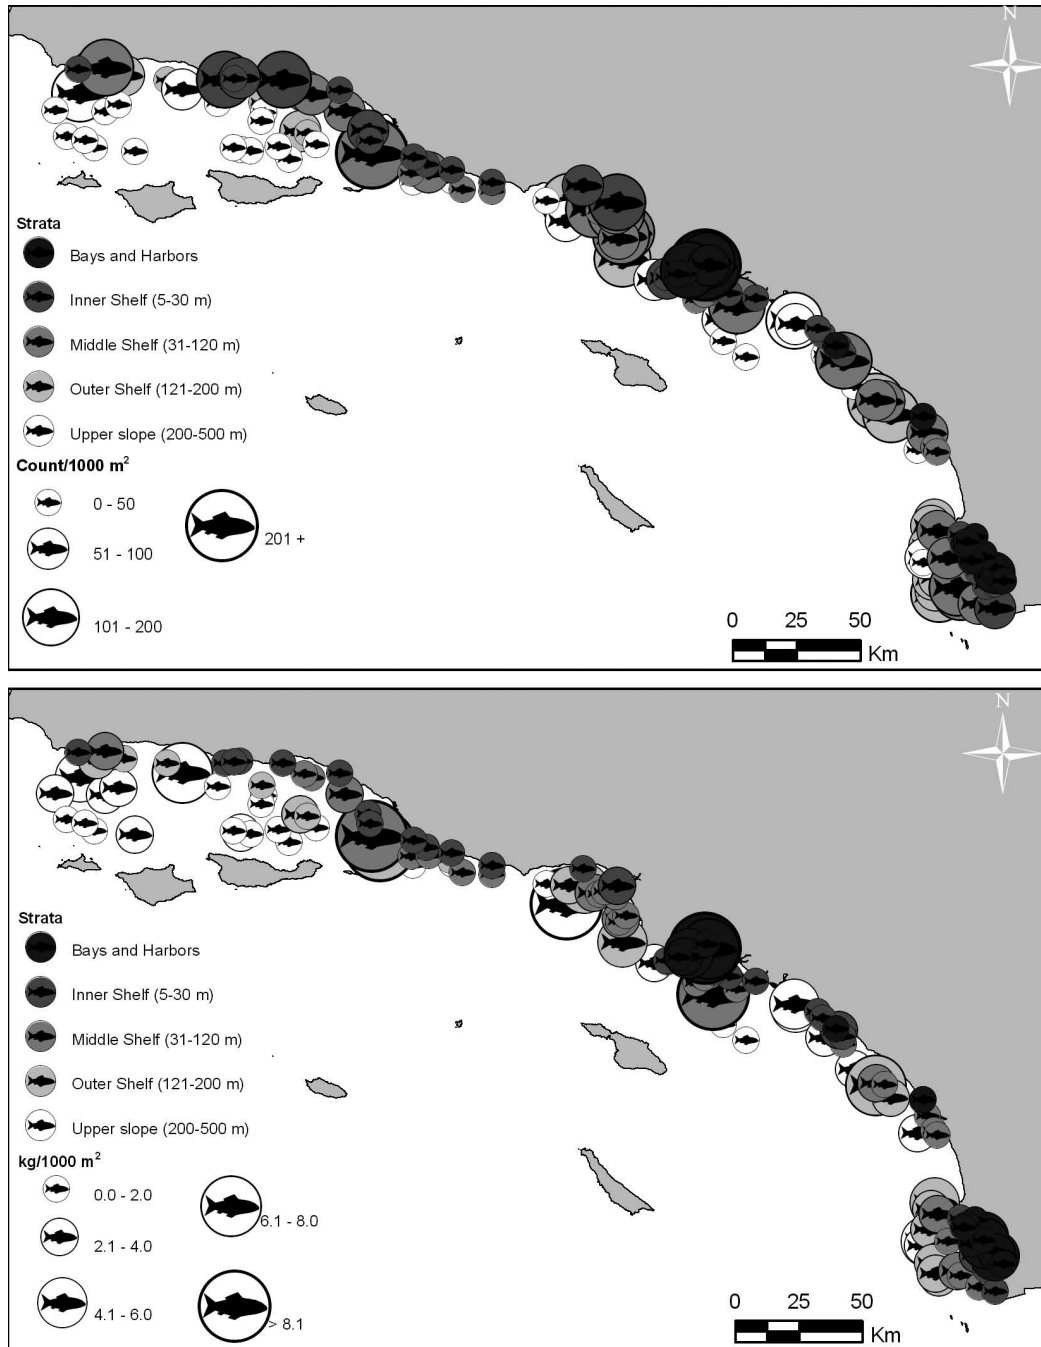 N
Strata
Bays and Harbors
Inner Shelf (5-30 m)
Middle Shelf (31-120 m)
Outer Shelf (121-200 m)
Upper slope (200-500 m)
Count/1000 m²
0 - 50
51 - 100
101 - 200
201 +
0 25 50
Km
N
Strata
Bays and Harbors
Inner Shelf (5-30 m)
Middle Shelf (31-120 m)
Outer Shelf (121-200 m)
Upper slope (200-500 m)
kg/1000 m²
0.0 - 2.0
2.1 - 4.0
4.1 - 6.0
6.1 - 8.0
> 8.1
0 25 50
Km